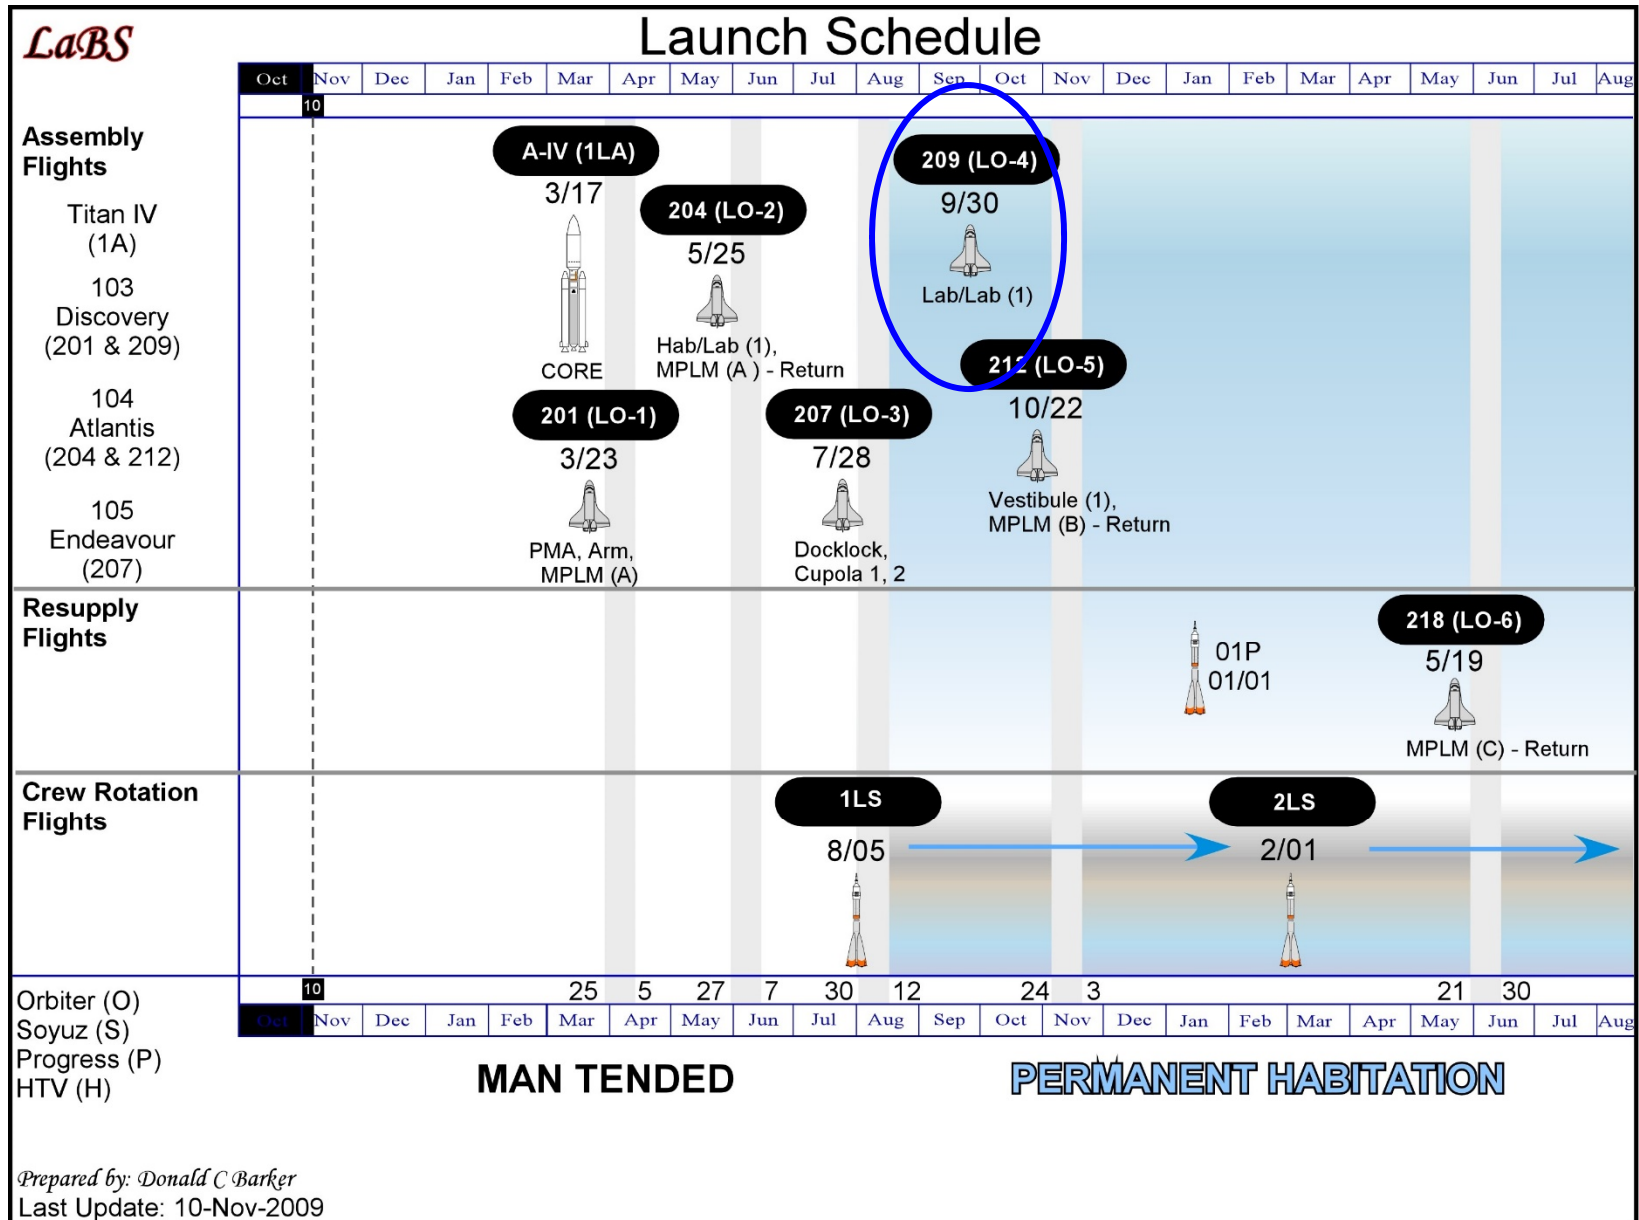 LaBS
Launch Schedule
Oct Nov Dec Jan Feb Mar Apr May Jun Jul Aug Sep Oct Nov Dec Jan Feb Mar Apr May Jun Jul Aug
10
Assembly
Flights
Titan IV
(1A)
103
Discovery
(201 & 209)
104
Atlantis
(204 & 212)
105
Endeavour
(207)
A-IV (1LA)
3/17
CORE
204 (LO-2)
5/25
Hab/Lab (1),
MPLM (A ) - Return
209 (LO-4)
9/30
Lab/Lab (1)
201 (LO-1)
3/23
PMA, Arm,
MPLM (A)
207 (LO-3)
7/28
Docklock,
Cupola 1, 2
212 (LO-5)
10/22
Vestibule (1),
MPLM (B) - Return
Resupply
Flights
01P
01/01
218 (LO-6)
5/19
MPLM (C) - Return
Crew Rotation
Flights
1LS
8/05
2LS
2/01
10 25 5 27 7 30 12 24 3 21 30
Oct Nov Dec Jan Feb Mar Apr May Jun Jul Aug Sep Oct Nov Dec Jan Feb Mar Apr May Jun Jul Aug
Orbiter (O)
Soyuz (S)
Progress (P)
HTV (H)
MAN TENDED
PERMANENT HABITATION
Prepared by: Donald C Barker
Last Update: 10-Nov-2009